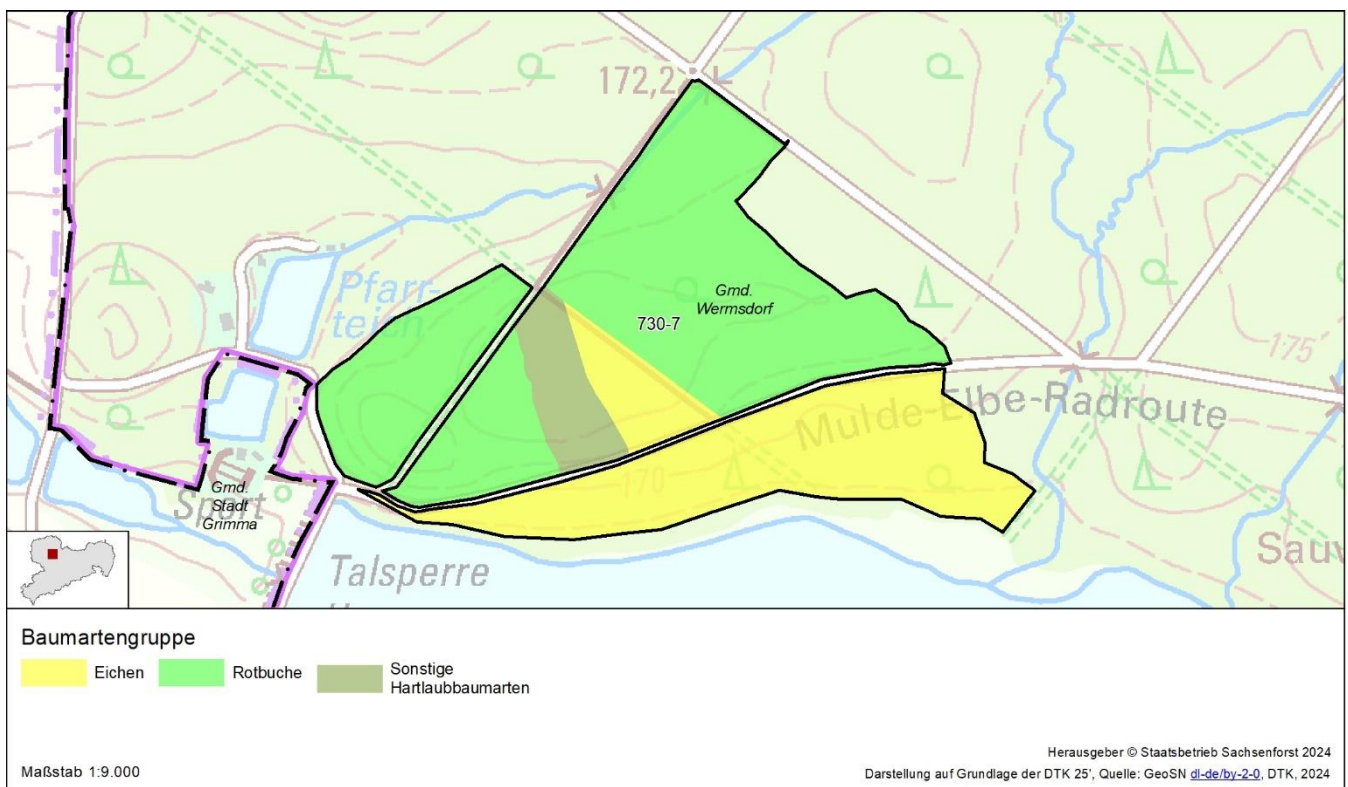 172,2
Pfarr-
teich
Gmd.
Wermsdorf
730-7
175
Mulde-Elbe-Radroute
170
Gmd.
Stadt
Grimma
Sport
Talsperre
Sauw
Baumartengruppe
Eichen
Rotbuche
Sonstige
Hartlaubbaumarten
Maßstab 1:9.000
Herausgeber © Staatsbetrieb Sachsenforst 2024
Darstellung auf Grundlage der DTK 25', Quelle: GeoSN dl-de/by-2-0, DTK, 2024